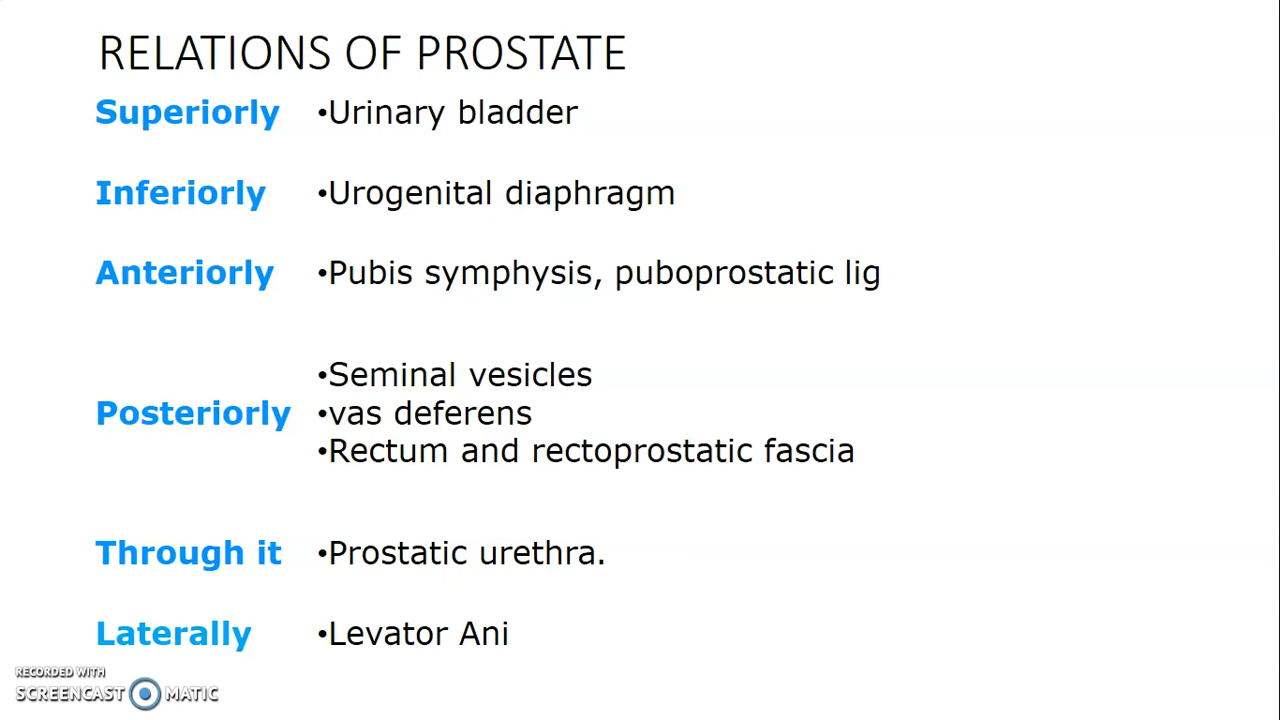 RELATIONS OF PROSTATE
Superiorly •Urinary bladder
Inferiorly •Urogenital diaphragm
Anteriorly •Pubis symphysis, puboprostatic lig
•Seminal vesicles
Posteriorly •vas deferens
•Rectum and rectoprostatic fascia
Through it •Prostatic urethra.
Laterally •Levator Ani
RECORDED WITH
SCREENCAST MATIC